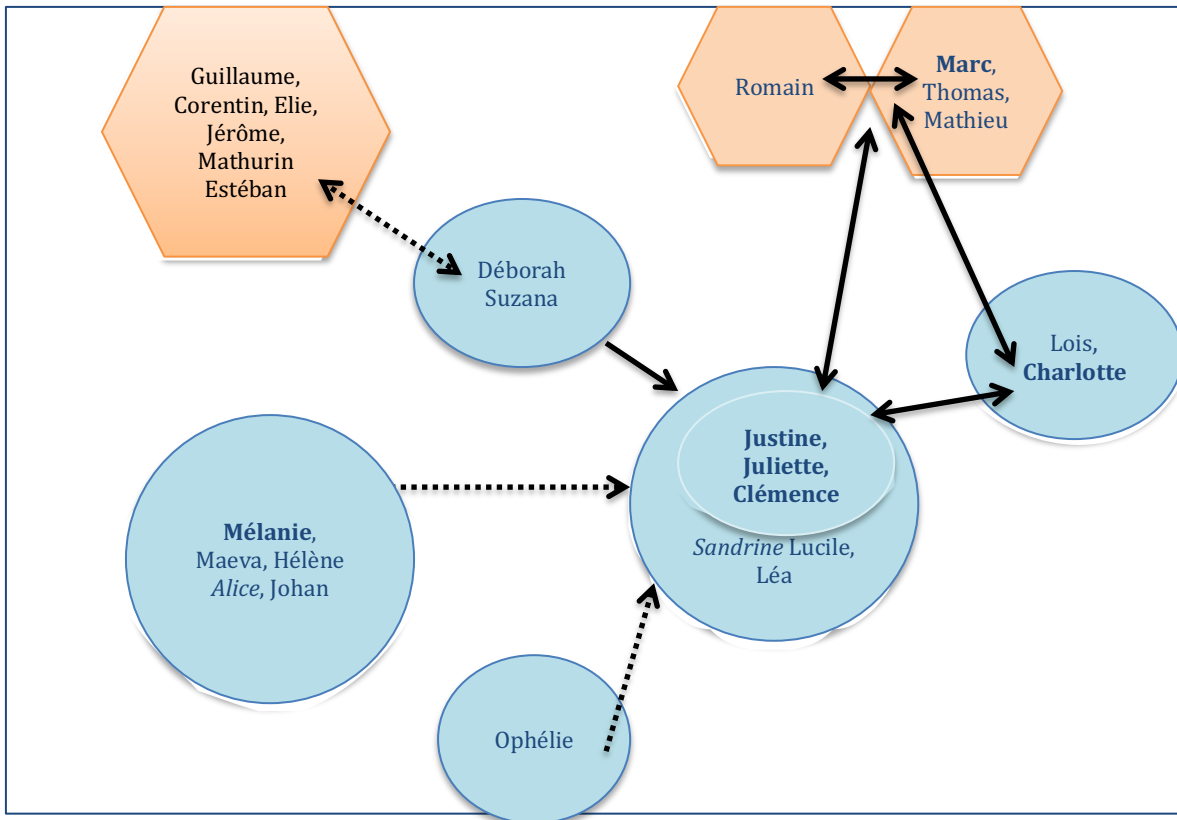 Guillaume,
Corentin, Elie,
Jérôme,
Mathurin
Estéban
Romain
Marc,
Thomas,
Mathieu
Déborah
Suzana
Lois,
Charlotte
Justine,
Juliette,
Clémence
Sandrine Lucile,
Léa
Mélanie,
Maeva, Hélène
Alice, Johan
Ophélie